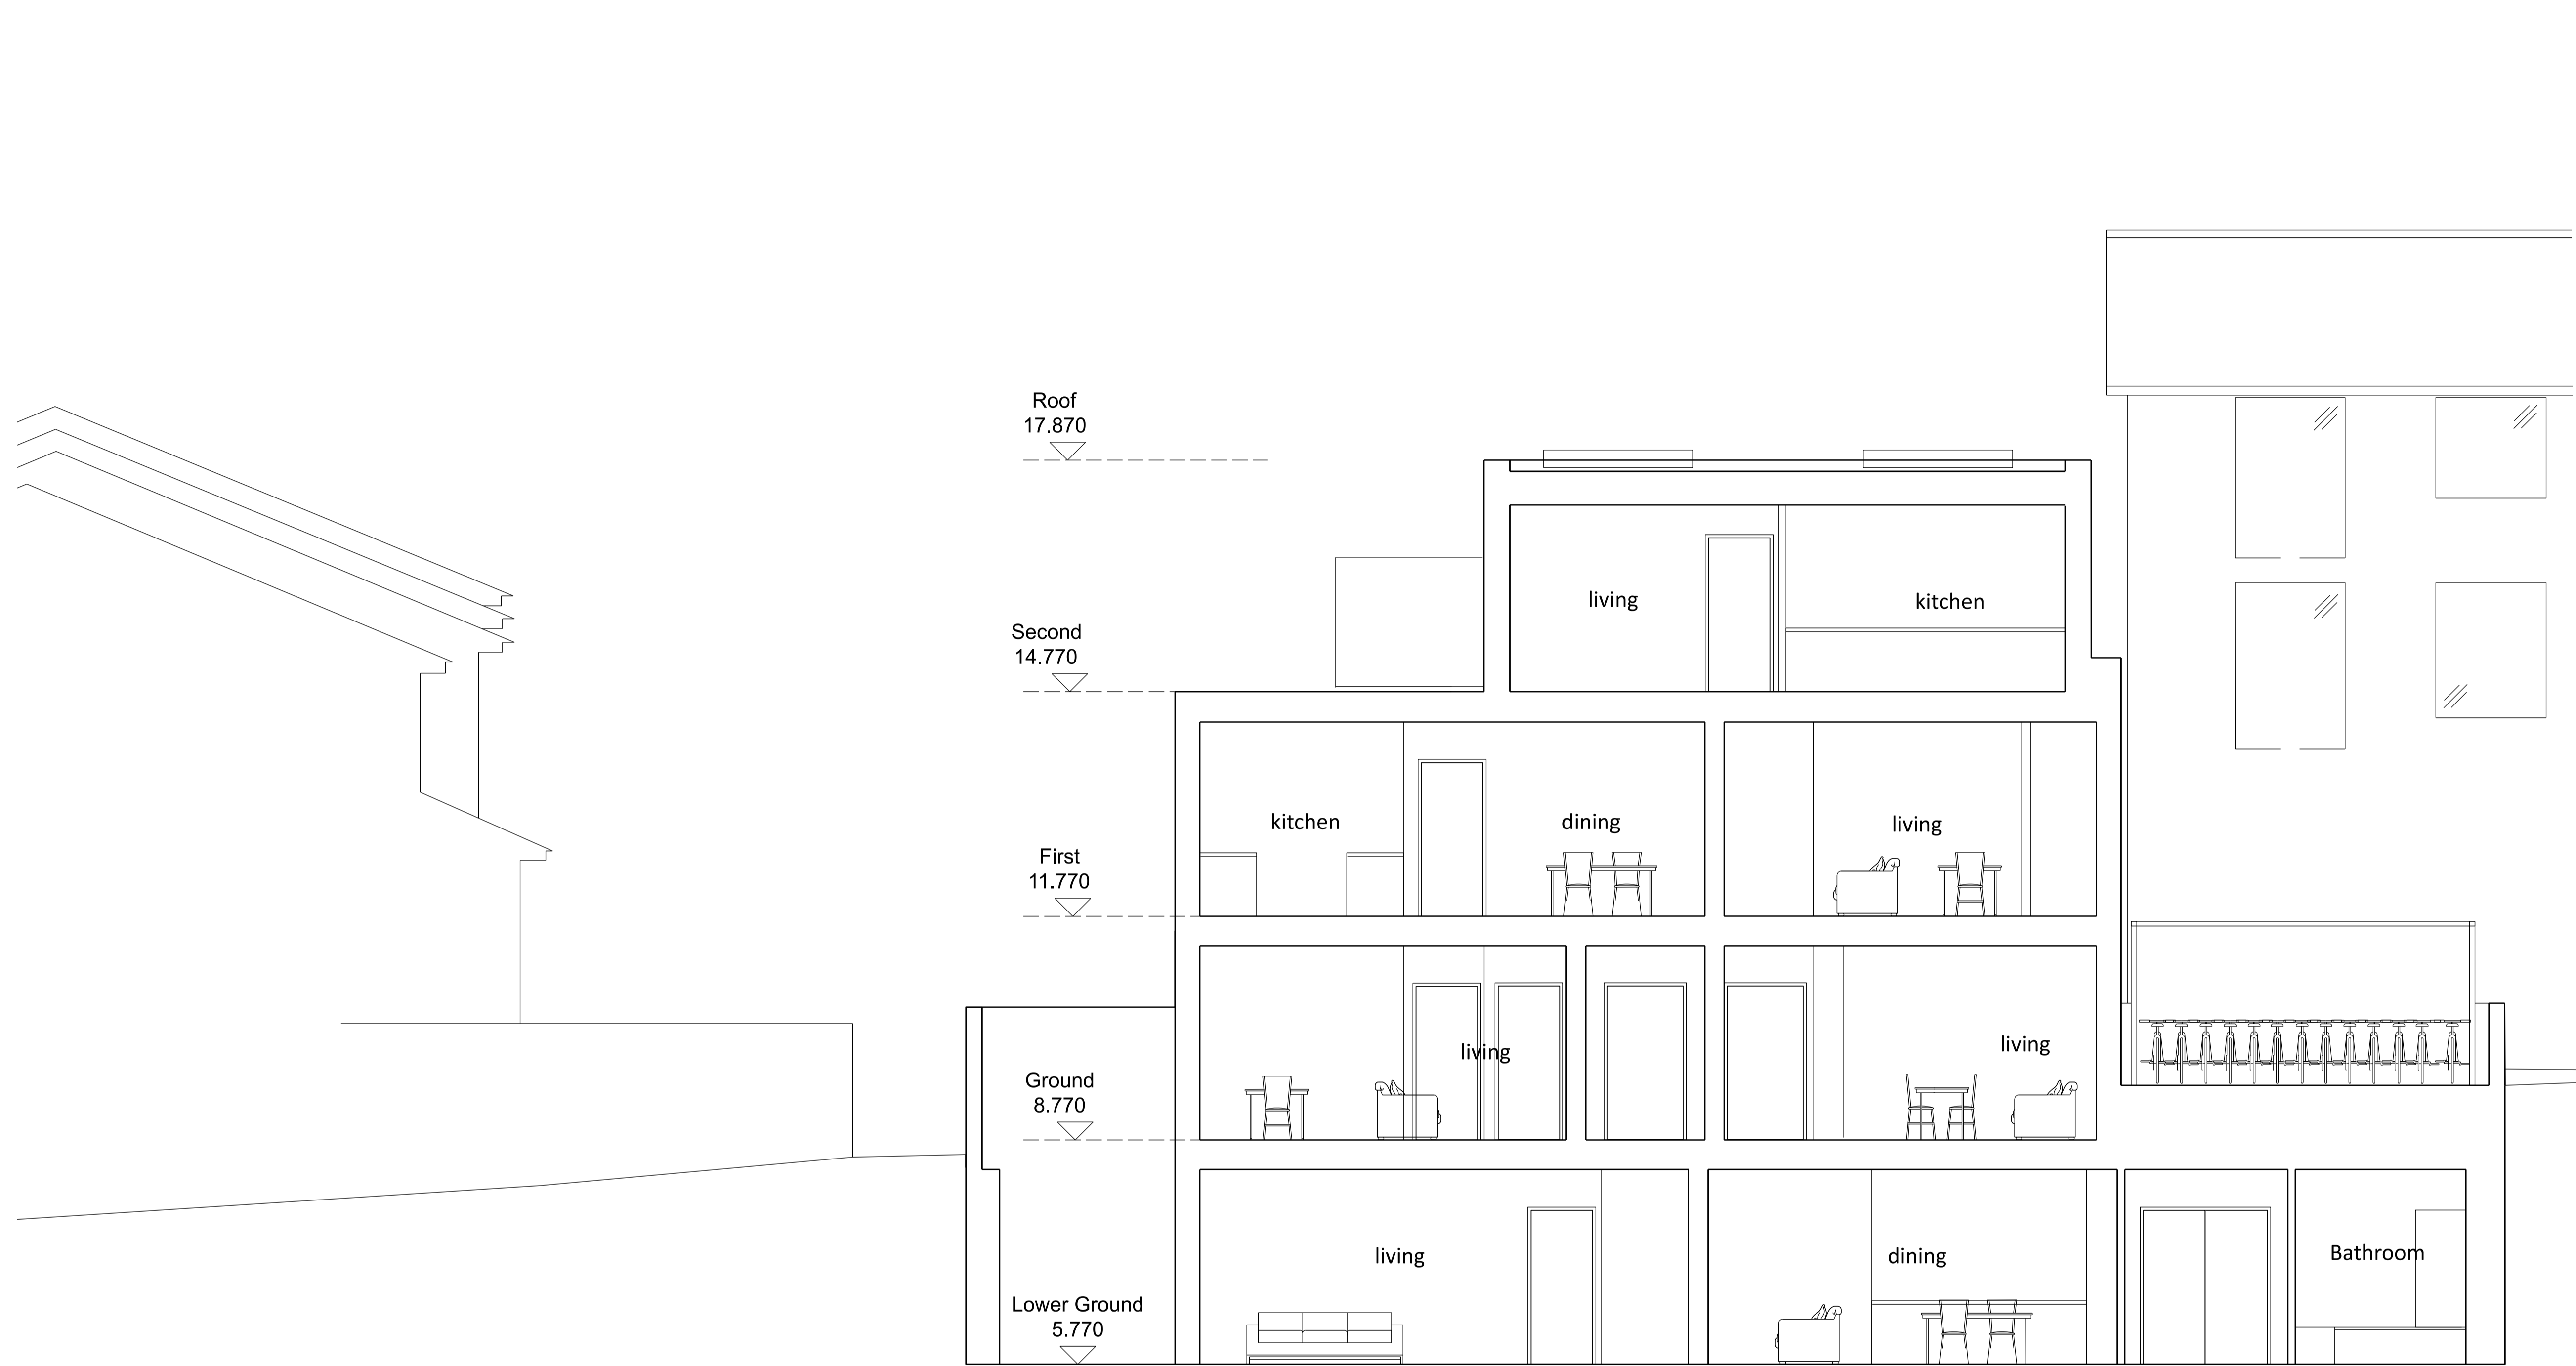 Roof
17.870
living
kitchen
Second
14.770
kitchen
dining
living
First
11.770
living
living
Ground
8.770
living
dining
Bathroom
Lower Ground
5.770